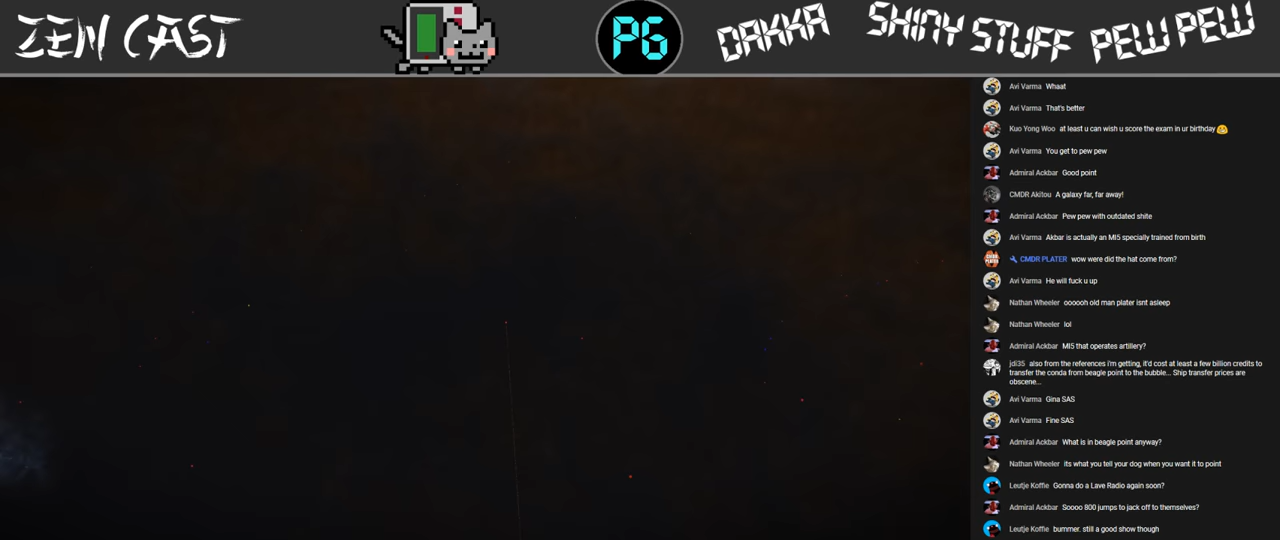 ZEN CAST
P6
DAKKA
SHINY STUFF PEW PEW
Avi Varma Whaat
Avi Varma That's better
Kuo Yong Woo at least u can wish u score the exam in ur birthday
Avi Varma You get to pew pew
Admiral Ackbar Good point
CMDR Akitou A galaxy far, far away!
Admiral Ackbar Pew pew with outdated shite
Avi Varma Akbar is actually an MI5 specially trained from birth
CMDR PLATER wow were did the hat come from?
Avi Varma He will fuck u up
Nathan Wheeler oooooh old man plater isnt asleep
Nathan Wheeler lol
Admiral Ackbar MI5 that operates artillery?
jdi35 also from the references i'm getting, it'd cost at least a few billion credits to
transfer the conda from beagle point to the bubble... Ship transfer prices are
obscene...
Avi Varma Gina SAS
Avi Varma Fine SAS
Admiral Ackbar What is in beagle point anyway?
Nathan Wheeler its what you tell your dog when you want it to point
Leutje Koffie Gonna do a Lave Radio again soon?
Admiral Ackbar Soooo 800 jumps to jack off to themselves?
Leutje Koffie bummer. still a good show though